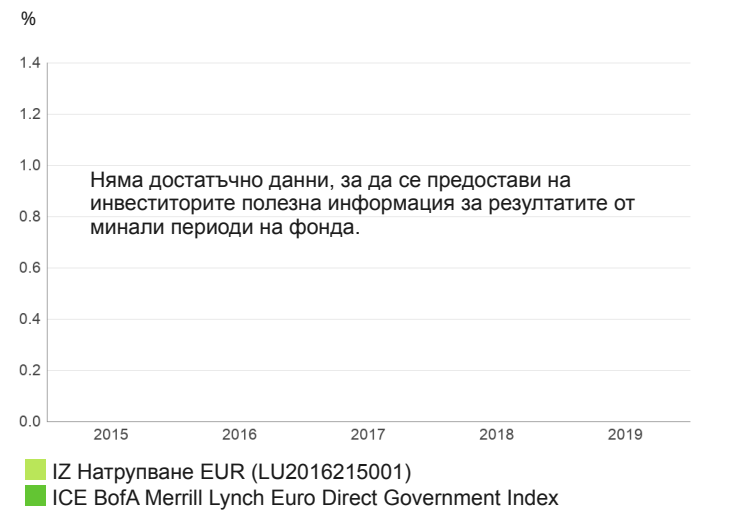 %
1.4
1.2
1.0
Няма достатъчно данни, за да се предостави на
инвеститорите полезна информация за резултатите от
0.8
минали периоди на фонда.
0.6
0.4
0.2
0.0
2015 2016 2017 2018 2019
IZ Натрупване EUR (LU2016215001)
ICE BofA Merrill Lynch Euro Direct Government Index